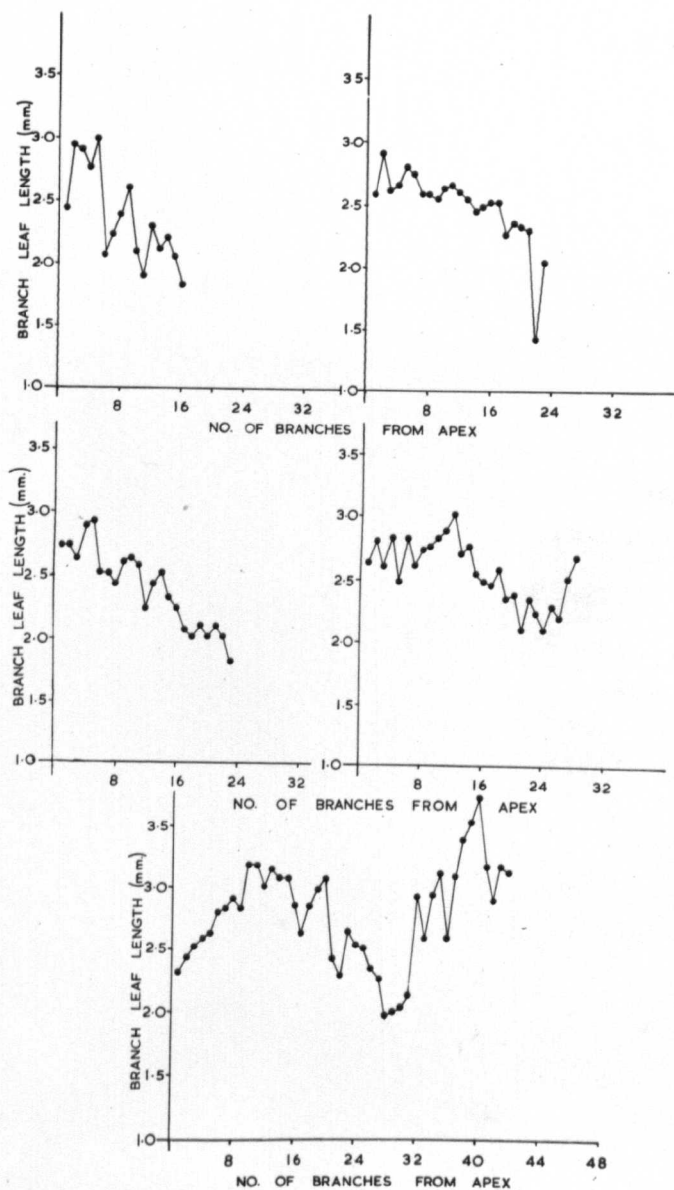 3·5
3·0
2·5
2·0
1·5
1·0
BRANCH LEAF LENGTH (mm.)
8 16 24 32
3 5
3·0
2·5
2·0
1·5
1·0
8 16 24 32
NO. OF BRANCHES FROM APEX
3·5
3·0
2·5
2·0
1·5
1·0
BRANCH LEAF LENGTH (mm.)
8 16 24 32
3·5
3·0
2·5
2·0
1·5
1·0
8 16 24 32
NO. OF BRANCHES FROM APEX
3·5
3·0
2·5
2·0
1·5
1·0
BRANCH LEAF LENGTH (mm.)
8 16 24 32 40 44 48
NO. OF BRANCHES FROM APEX